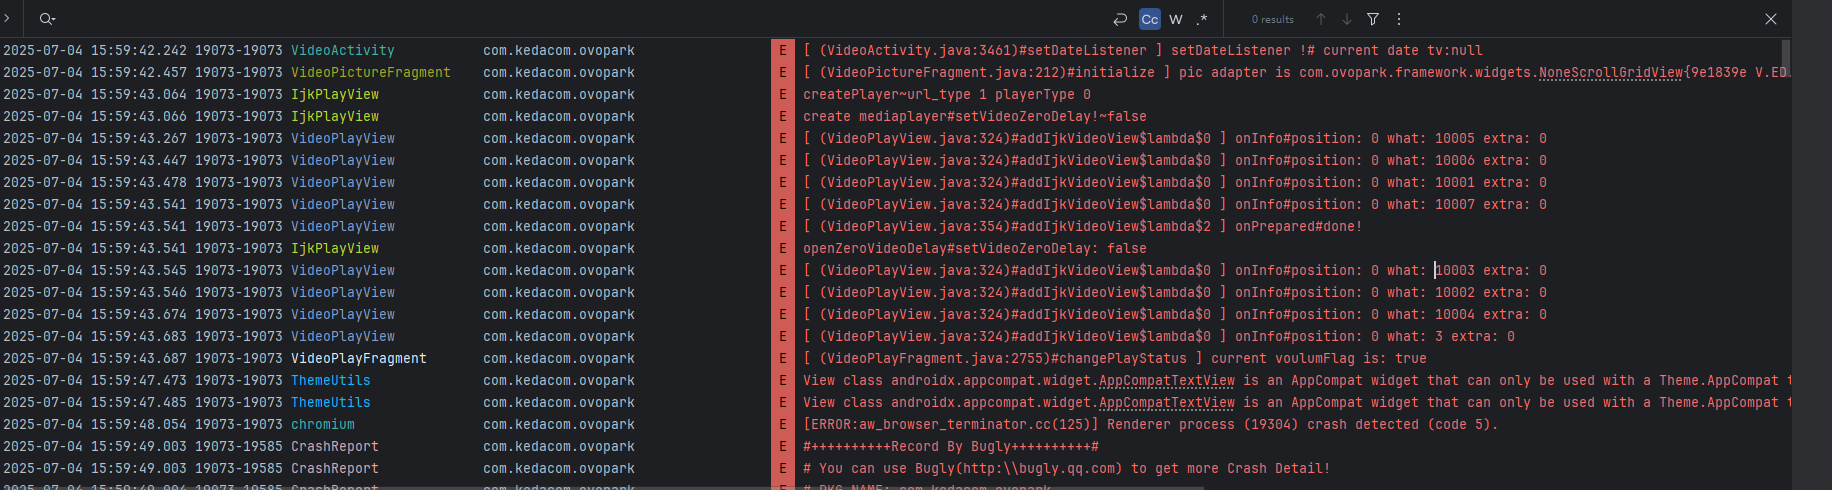 Cc W .* 0 results
2025-07-04 15:59:42.242 19073-19073 VideoActivity com.kedacom.ovopark E [ (VideoActivity.java:3461)#setDateListener ] setDateListener !# current date tv:null
2025-07-04 15:59:42.457 19073-19073 VideoPictureFragment com.kedacom.ovopark E [ (VideoPictureFragment.java:212)#initialize ] pic adapter is com.ovopark.framework.widgets.NoneScrollGridView{9e1839e V.ED.
2025-07-04 15:59:43.064 19073-19073 IjkPlayView com.kedacom.ovopark E createPlayer~url_type 1 playerType 0
2025-07-04 15:59:43.066 19073-19073 IjkPlayView com.kedacom.ovopark E create mediaplayer#setVideoZeroDelay!~false
2025-07-04 15:59:43.267 19073-19073 VideoPlayView com.kedacom.ovopark E [ (VideoPlayView.java:324)#addIjkVideoView$lambda$0 ] onInfo#position: 0 what: 10005 extra: 0
2025-07-04 15:59:43.447 19073-19073 VideoPlayView com.kedacom.ovopark E [ (VideoPlayView.java:324)#addIjkVideoView$lambda$0 ] onInfo#position: 0 what: 10006 extra: 0
2025-07-04 15:59:43.478 19073-19073 VideoPlayView com.kedacom.ovopark E [ (VideoPlayView.java:324)#addIjkVideoView$lambda$0 ] onInfo#position: 0 what: 10001 extra: 0
2025-07-04 15:59:43.541 19073-19073 VideoPlayView com.kedacom.ovopark E [ (VideoPlayView.java:324)#addIjkVideoView$lambda$0 ] onInfo#position: 0 what: 10007 extra: 0
2025-07-04 15:59:43.541 19073-19073 VideoPlayView com.kedacom.ovopark E [ (VideoPlayView.java:354)#addIjkVideoView$lambda$2 ] onPrepared#done!
2025-07-04 15:59:43.541 19073-19073 IjkPlayView com.kedacom.ovopark E openZeroVideoDelay#setVideoZeroDelay: false
2025-07-04 15:59:43.545 19073-19073 VideoPlayView com.kedacom.ovopark E [ (VideoPlayView.java:324)#addIjkVideoView$lambda$0 ] onInfo#position: 0 what: 10003 extra: 0
2025-07-04 15:59:43.546 19073-19073 VideoPlayView com.kedacom.ovopark E [ (VideoPlayView.java:324)#addIjkVideoView$lambda$0 ] onInfo#position: 0 what: 10002 extra: 0
2025-07-04 15:59:43.674 19073-19073 VideoPlayView com.kedacom.ovopark E [ (VideoPlayView.java:324)#addIjkVideoView$lambda$0 ] onInfo#position: 0 what: 10004 extra: 0
2025-07-04 15:59:43.683 19073-19073 VideoPlayView com.kedacom.ovopark E [ (VideoPlayView.java:324)#addIjkVideoView$lambda$0 ] onInfo#position: 0 what: 3 extra: 0
2025-07-04 15:59:43.687 19073-19073 VideoPlayFragment com.kedacom.ovopark E [ (VideoPlayFragment.java:2755)#changePlayStatus ] current voulumFlag is: true
2025-07-04 15:59:47.473 19073-19073 ThemeUtils com.kedacom.ovopark E View class androidx.appcompat.widget.AppCompatTextView is an AppCompat widget that can only be used with a Theme.AppCompat t
2025-07-04 15:59:47.485 19073-19073 ThemeUtils com.kedacom.ovopark E View class androidx.appcompat.widget.AppCompatTextView is an AppCompat widget that can only be used with a Theme.AppCompat t
2025-07-04 15:59:48.054 19073-19073 chromium com.kedacom.ovopark E [ERROR:aw_browser_terminator.cc(125)] Renderer process (19304) crash detected (code 5).
2025-07-04 15:59:49.003 19073-19585 CrashReport com.kedacom.ovopark E #++++++++++Record By Bugly++++++++++#
2025-07-04 15:59:49.003 19073-19585 CrashReport com.kedacom.ovopark E # You can use Bugly(http:\\bugly.qq.com) to get more Crash Detail!
2025-07-04 15:59:49.004 19073-19585 CrashReport com.kedacom.ovopark E # PKG NAME: com.kedacom.ovopark